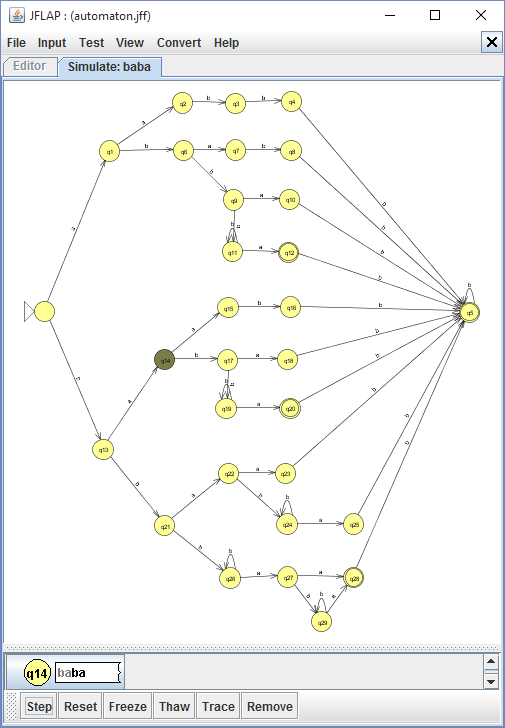 JFLAP : (automaton.jff)
File Input Test View Convert Help
Editor Simulate: baba
q4
q2 b q3 b
a
q1 b q6 a q7 b q8
b b
q9 a q10
b
a b
b a b
q11 a q12 b
b
q15 b q16 b q5
a b
q14 b q17 a q18 b
b a
b a b
q19 a q20 b
q13
b q22 a q23
a b b b
q21 q24 a q25
b b
b a q27 a q28
q26 b b a
q29
q14 baba
Step Reset Freeze Thaw Trace Remove